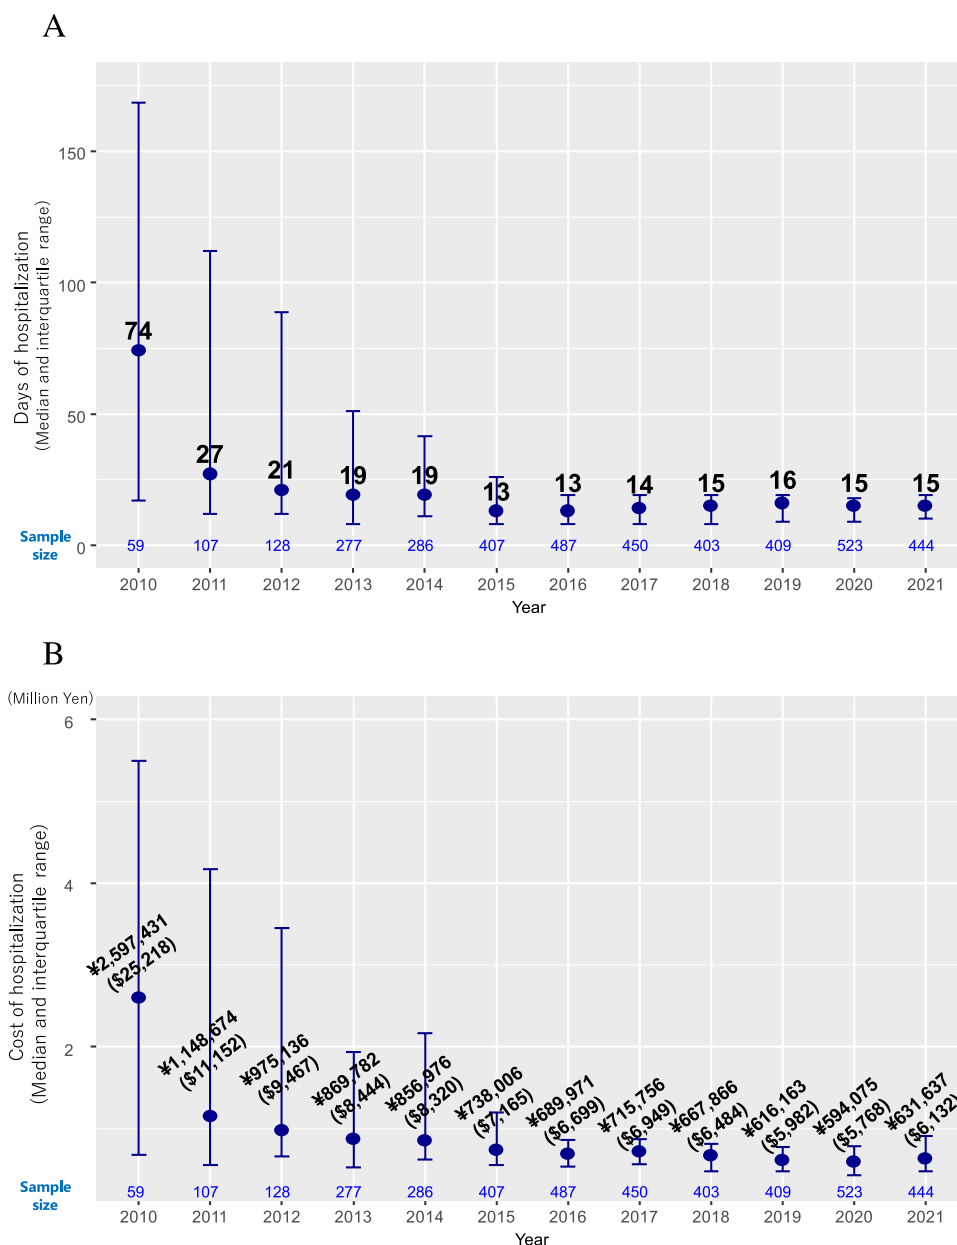 A
Days of hospitalization
(Median and interquartile range)
150
100
50
0
74
27
21
19
19
13
13
14
15
16
15
15
Sample
size
59 107 128 277 286 407 487 450 403 409 523 444
2010 2011 2012 2013 2014 2015 2016 2017 2018 2019 2020 2021
Year
B
(Million Yen)
Cost of hospitalization
(Median and interquartile range)
6
4
2
¥2,597,431
($25,218)
¥1,148,674
($11,152)
¥975,136
($9,467)
¥869,782
($8,444)
¥856,976
($8,320)
¥738,006
($7,165)
¥689,971
($6,699)
¥715,756
($6,949)
¥667,866
($6,484)
¥616,163
($5,982)
¥594,075
($5,768)
¥631,637
($6,132)
Sample
size
59 107 128 277 286 407 487 450 403 409 523 444
2010 2011 2012 2013 2014 2015 2016 2017 2018 2019 2020 2021
Year